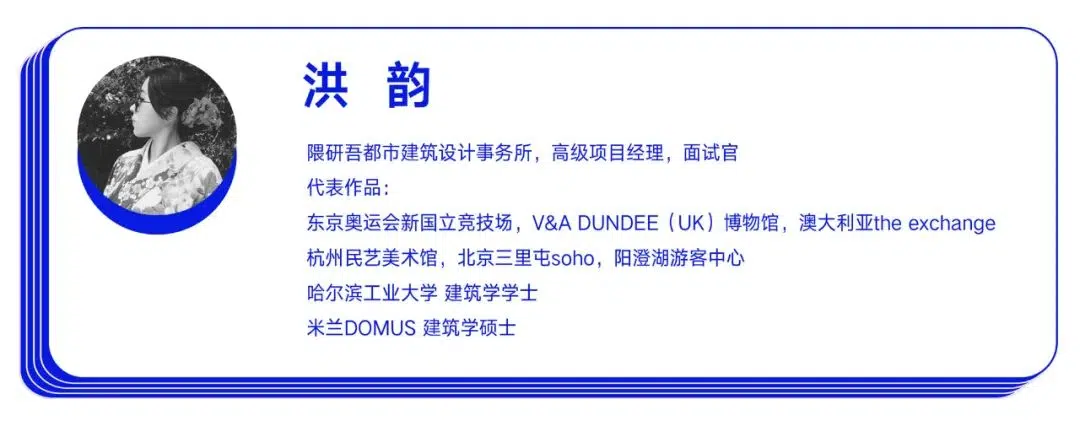 洪 韵
隈研吾都市建筑设计事务所，高级项目经理，面试官
代表作品：
东京奥运会新国立竞技场，V&A DUNDEE（UK）博物馆，澳大利亚the exchange
杭州民艺美术馆，北京三里屯soho，阳澄湖游客中心
哈尔滨工业大学 建筑学学士
米兰DOMUS 建筑学硕士